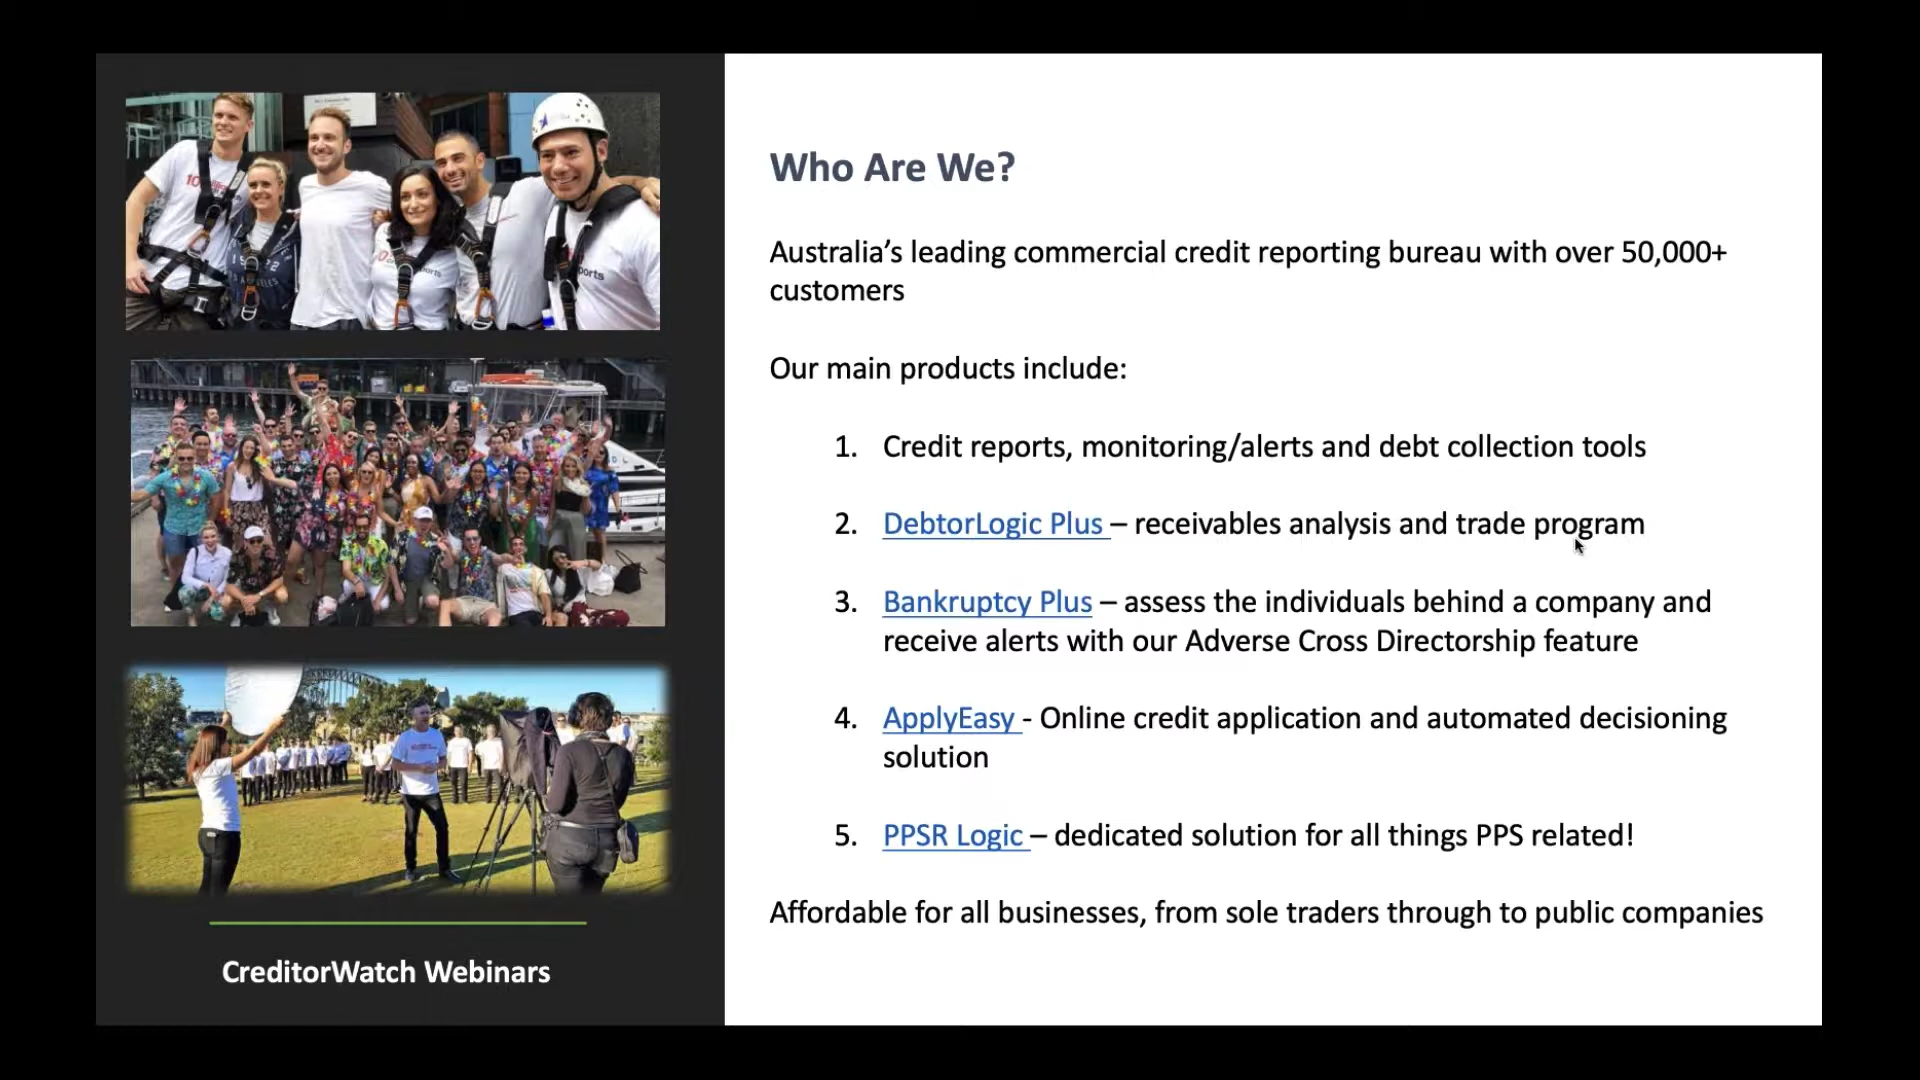 Who Are We?
Australia’s leading commercial credit reporting bureau with over 50,000+
customers
Our main products include:
1. Credit reports, monitoring/alerts and debt collection tools
2. DebtorLogic Plus – receivables analysis and trade program
3. Bankruptcy Plus – assess the individuals behind a company and
receive alerts with our Adverse Cross Directorship feature
4. ApplyEasy - Online credit application and automated decisioning
solution
5. PPSR Logic – dedicated solution for all things PPS related!
Affordable for all businesses, from sole traders through to public companies
CreditorWatch Webinars